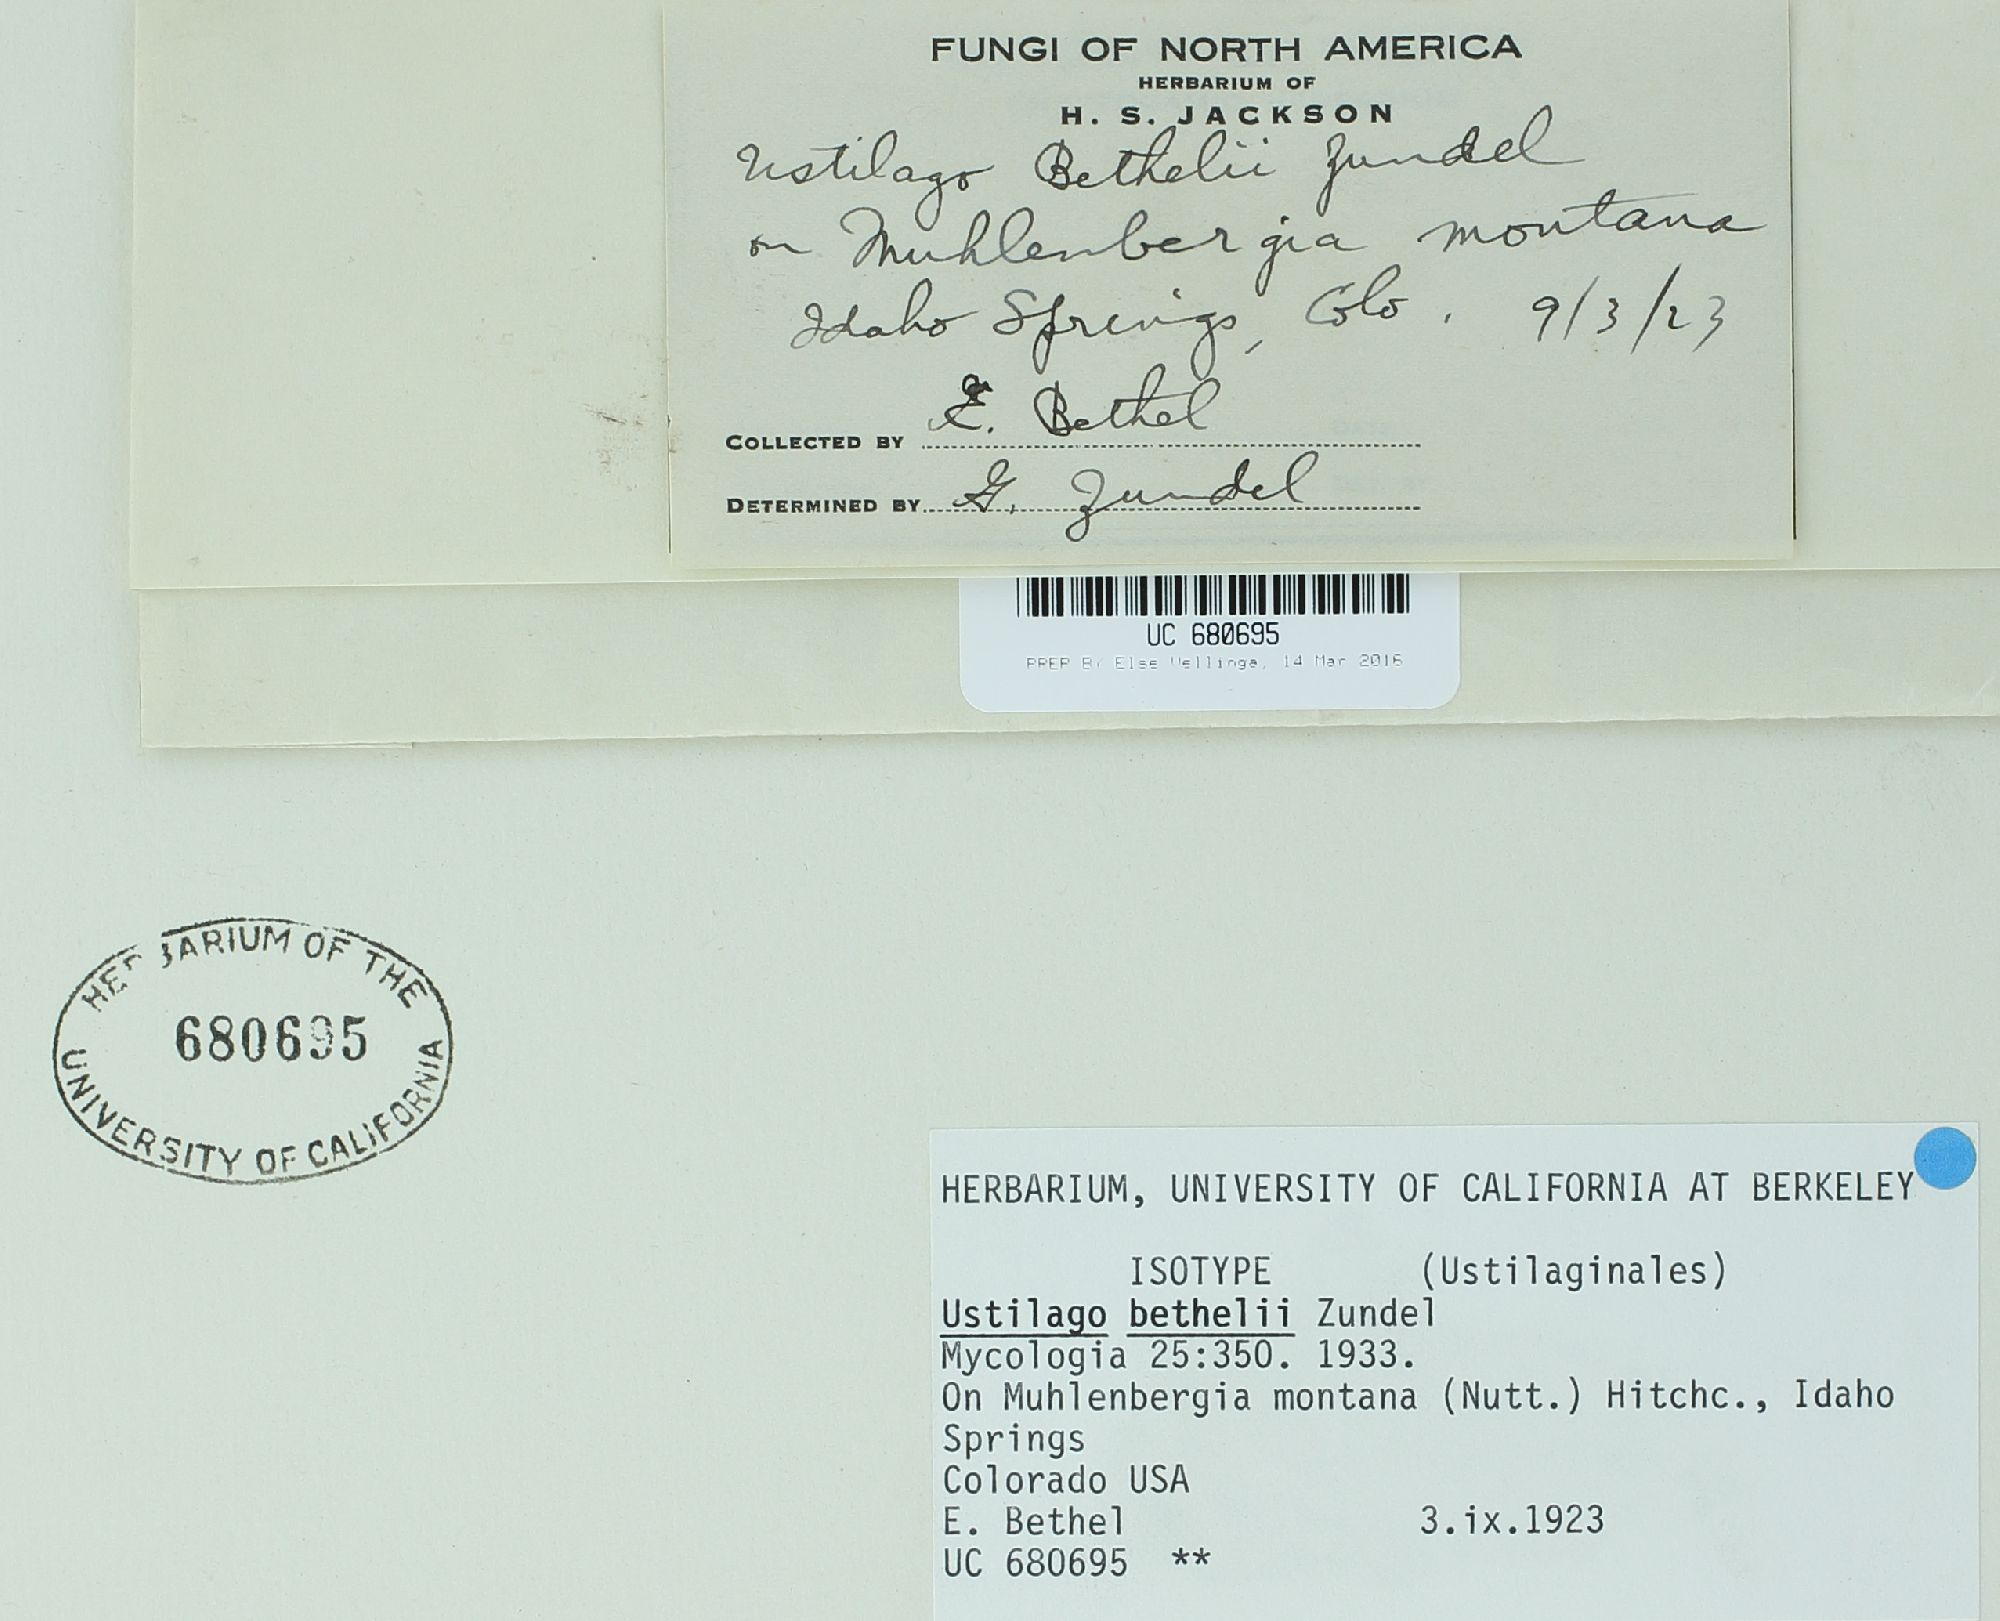 FUNGI OF NORTH AMERICA
HERBARIUM OF
H. S. JACKSON
Ustilago Bethelii Zundel
on Muhlenbergia montana
Idaho Springs, Colo. 9/3/23
E. Bethel
COLLECTED BY
G. Zundel
DETERMINED BY
UC 680695
PREP By Else Vellinga, 14 Mar 2016
HERBARIUM OF THE
680695
UNIVERSITY OF CALIFORNIA
HERBARIUM, UNIVERSITY OF CALIFORNIA AT BERKELEY
ISOTYPE (Ustilaginales)
Ustilago bethelii Zundel
Mycologia 25:350. 1933.
On Muhlenbergia montana (Nutt.) Hitchc., Idaho
Springs
Colorado USA
E. Bethel 3.ix.1923
UC 680695 **